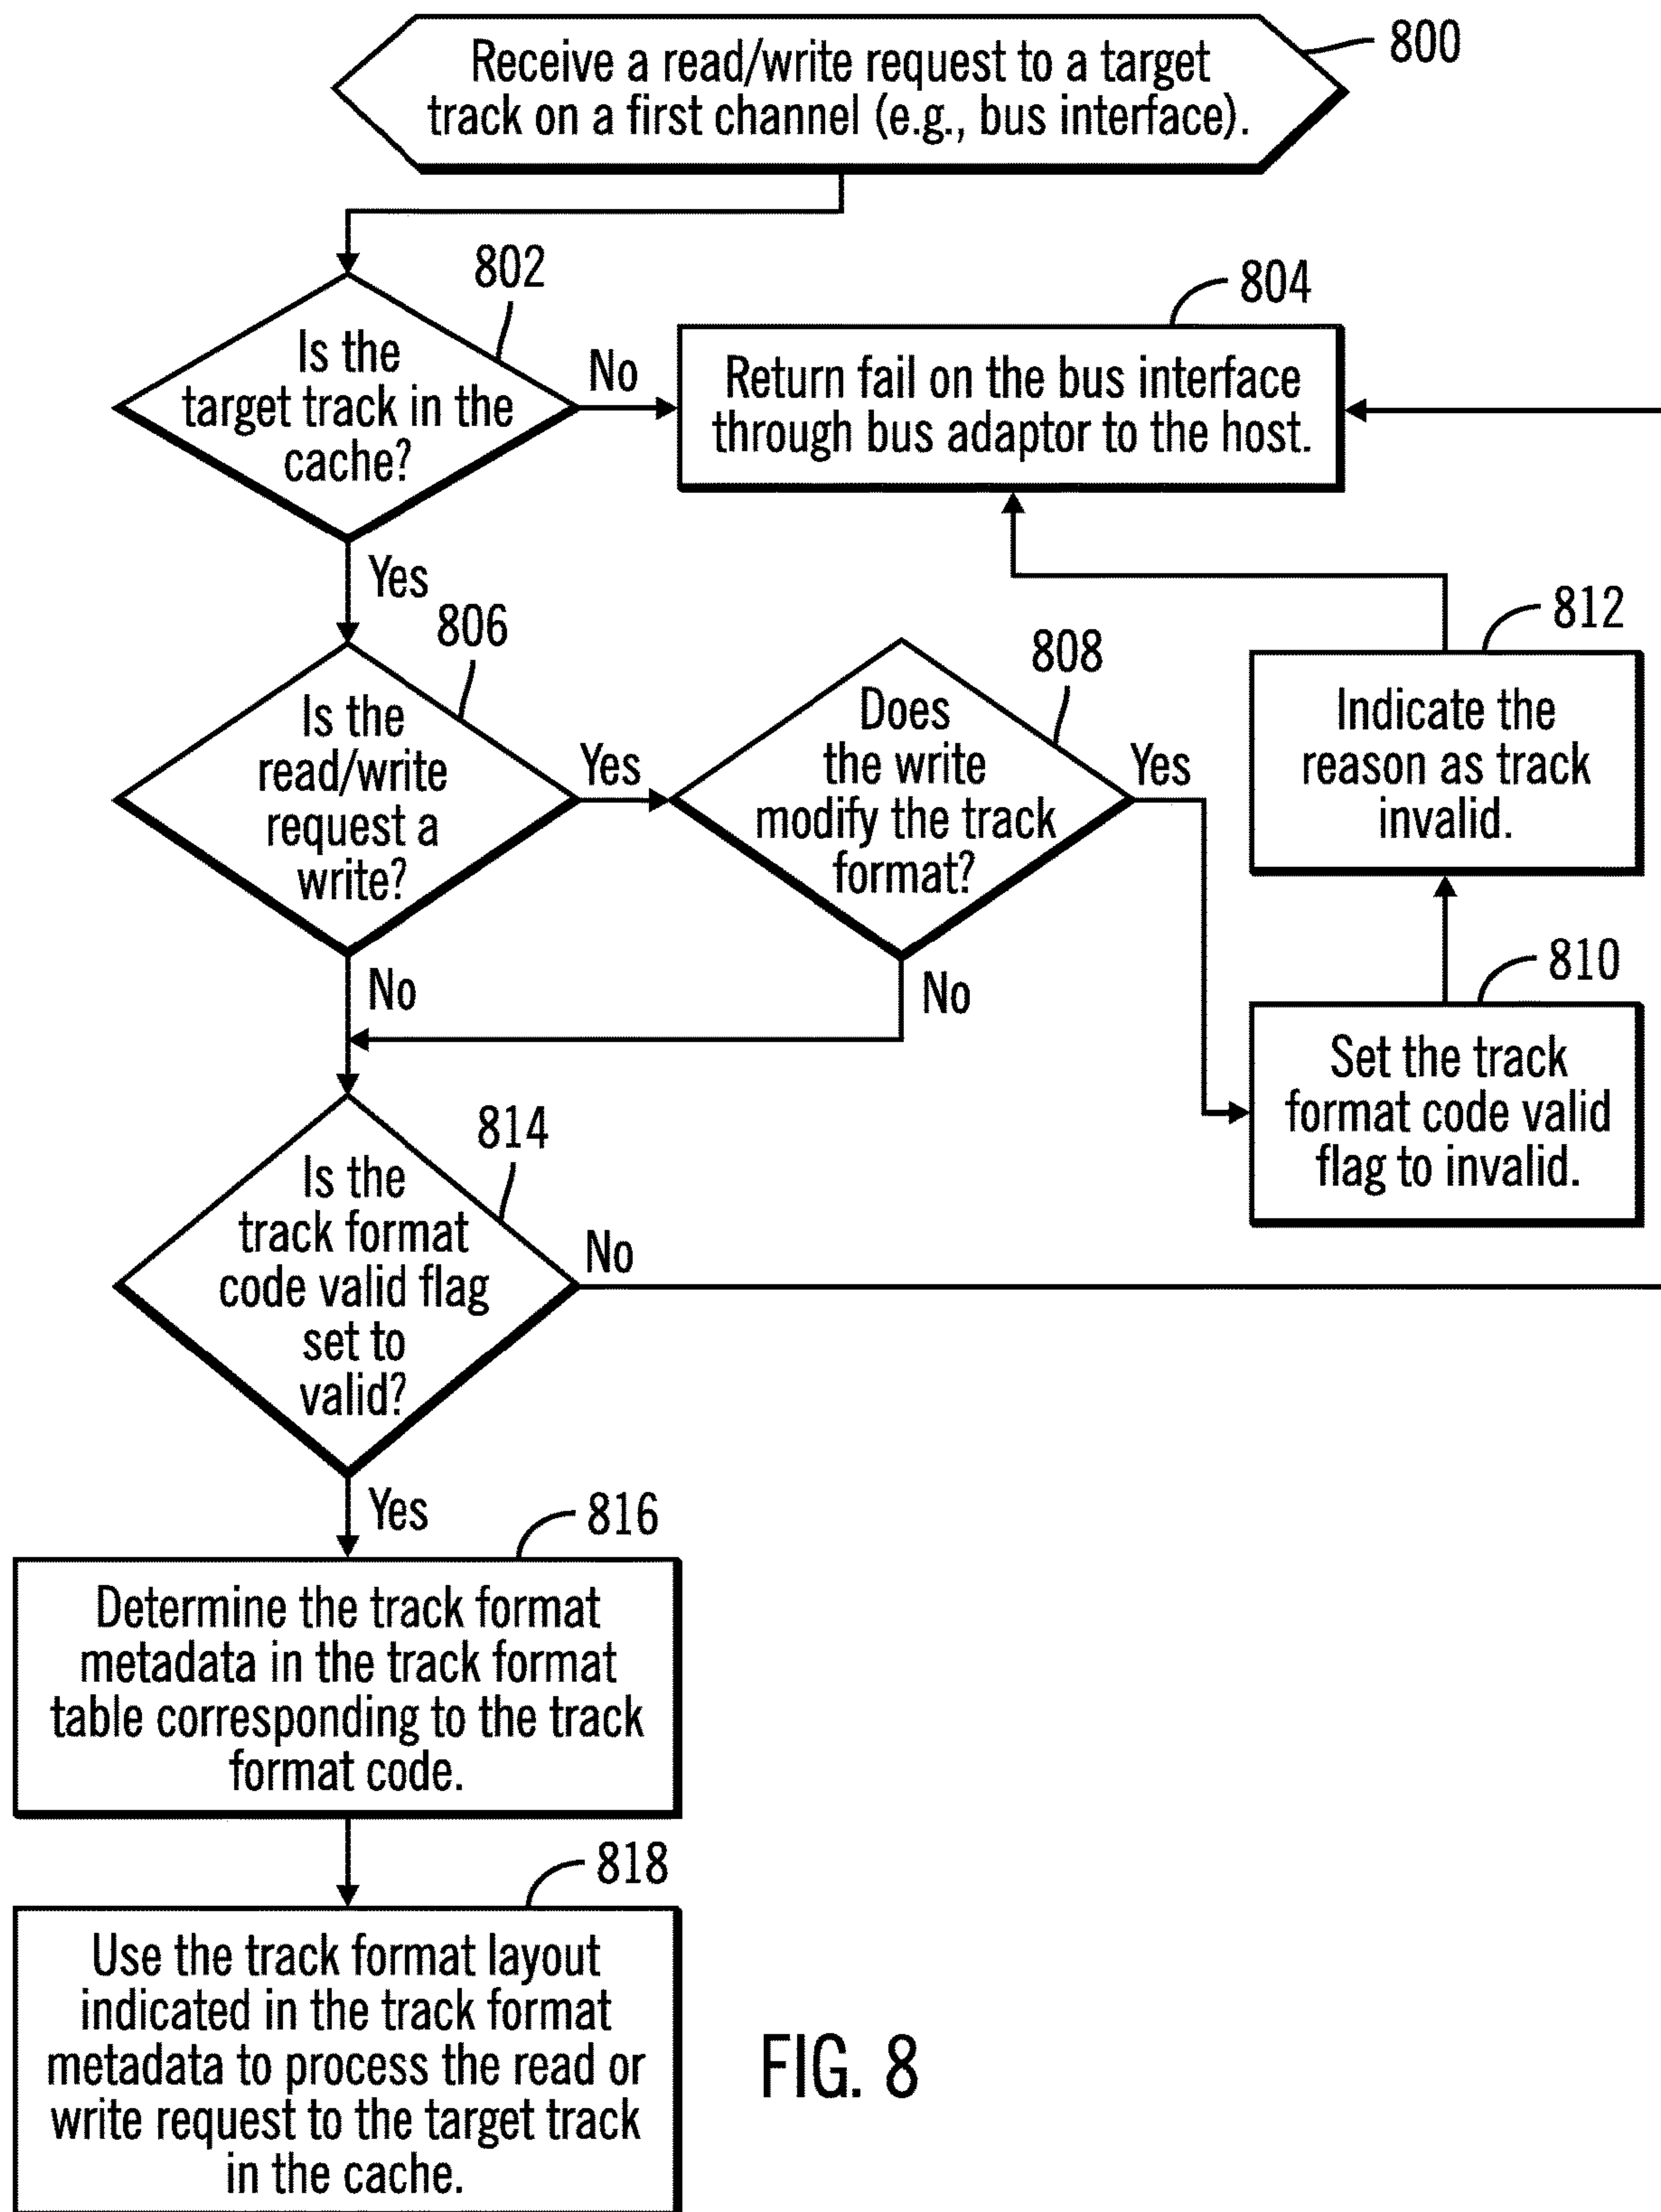 Receive a read/write request to a target
track on a first channel (e.g., bus interface).
800
802
Is the
target track in the
cache?
No
804
Return fail on the bus interface
through bus adaptor to the host.
Yes
806
Is the
read/write
request a
write?
Yes
808
Does
the write
modify the track
format?
Yes
812
Indicate the
reason as track
invalid.
No
No
810
Set the track
format code valid
flag to invalid.
814
Is the
track format
code valid flag
set to
valid?
No
Yes
816
Determine the track format
metadata in the track format
table corresponding to the track
format code.
818
Use the track format layout
indicated in the track format
metadata to process the read or
write request to the target track
in the cache.
FIG. 8